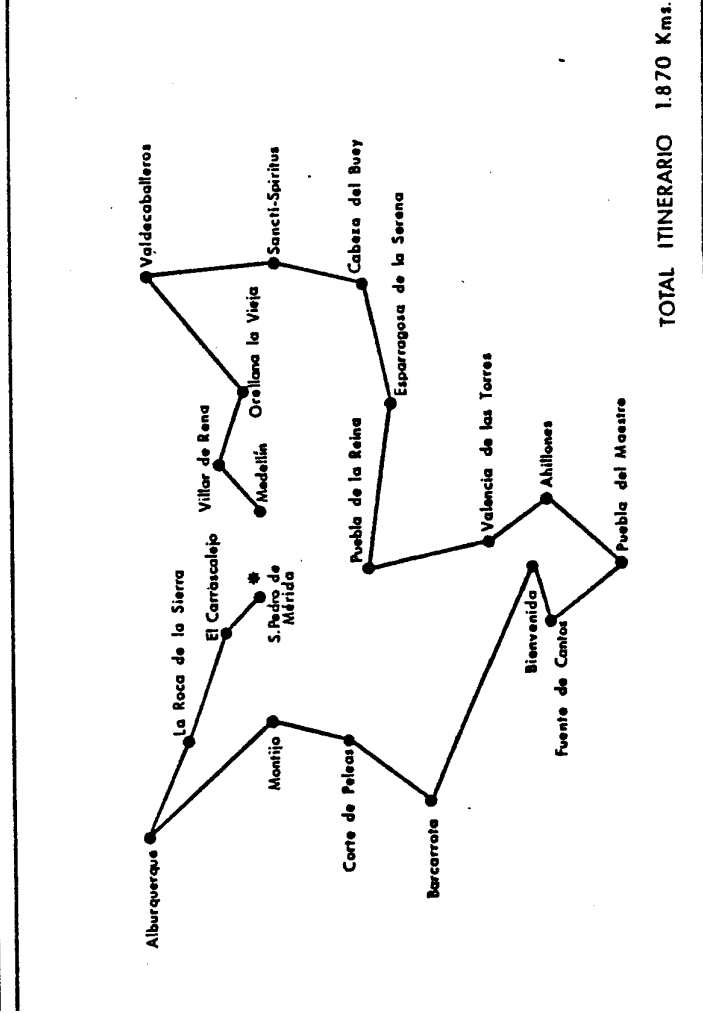 Valdecaballeros
Sancti-Spiritus
Cabeza del Buey
Esparragosa de la Serena
Orellana la Vieja
Villar de Rena
Medellín
Puebla de la Reina
Valencia de las Torres
Ahillones
Puebla del Maestre
Bienvenida
Fuente de Cantos
La Roca de la Sierra
El Carrascalejo
*
S. Pedro de
Mérida
Montijo
Corte de Peleas
Barcarrota
Alburquerque
TOTAL ITINERARIO 1.870 Kms.